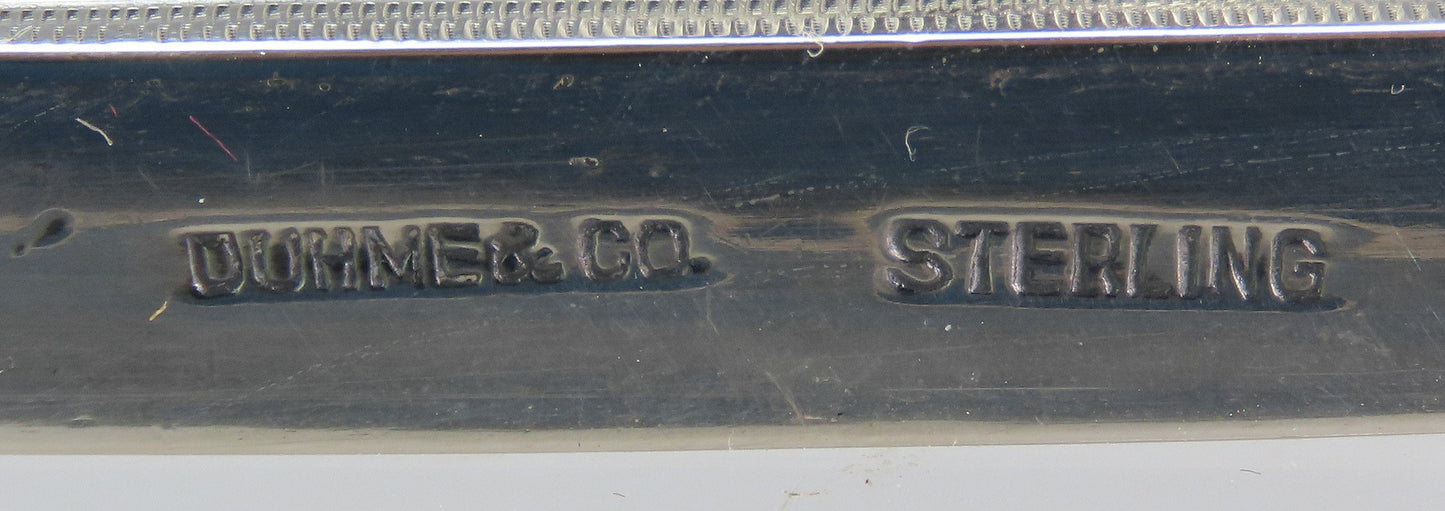 DUHME & CO. STERLING